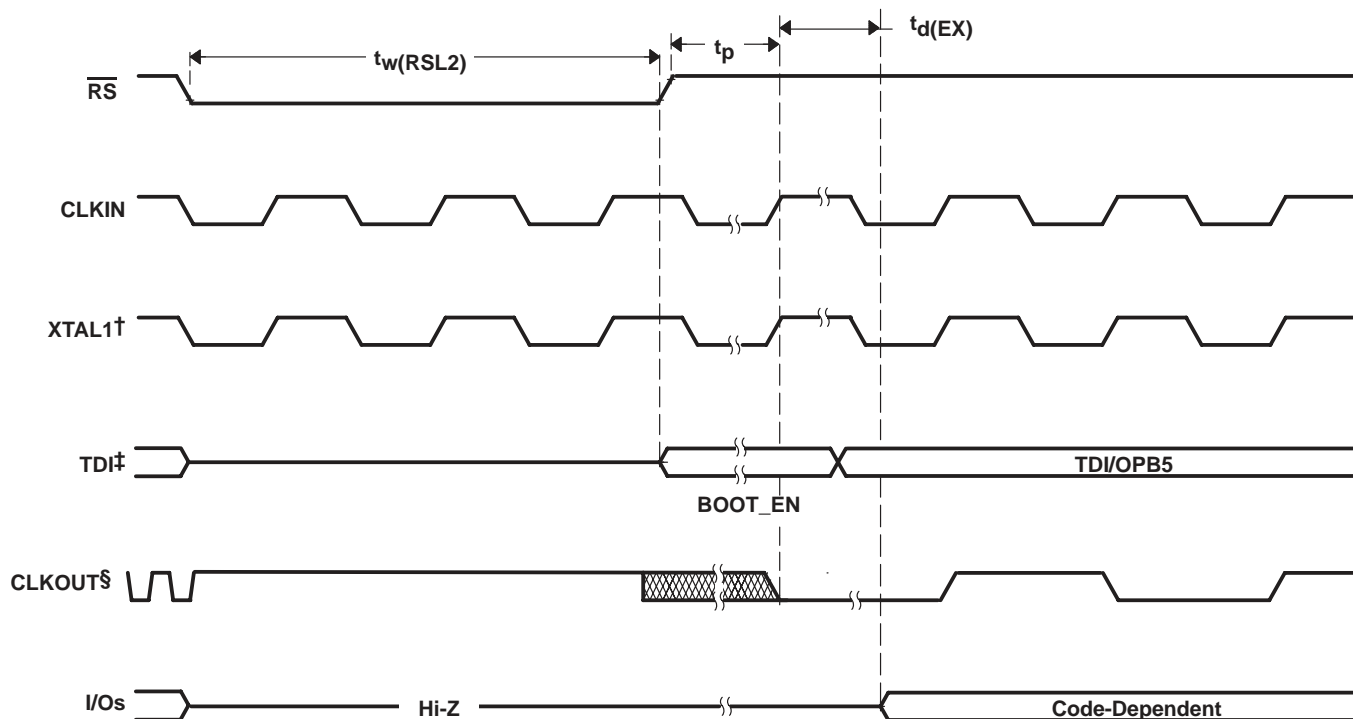 td(EX)
tp
tw(RSL2)
RS
CLKIN
XTAL1†
TDI‡
TDI/OPB5
BOOT_EN
CLKOUT§
I/Os
Hi-Z
Code-Dependent